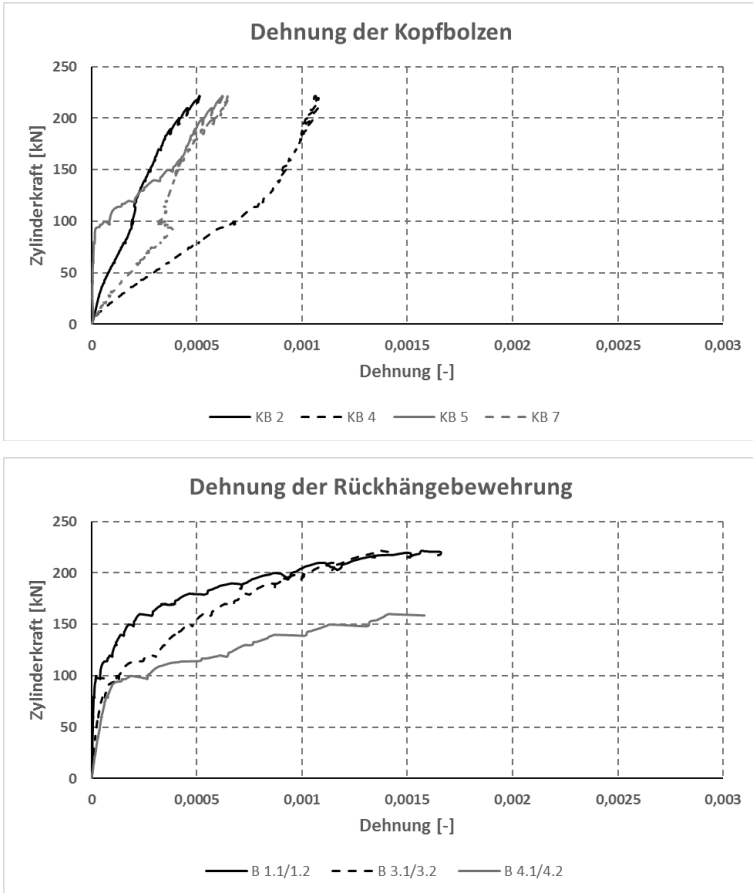 Dehnung der Kopfbolzen
250
200
150
100
50
0
Zylinderkraft [kN]
0 0,0005 0,001 0,0015 0,002 0,0025 0,003
Dehnung [-]
KB 2 KB 4 KB 5 KB 7
Dehnung der Rückhängebewehrung
250
200
150
100
50
0
Zylinderkraft [kN]
0 0,0005 0,001 0,0015 0,002 0,0025 0,003
Dehnung [-]
B 1.1/1.2 B 3.1/3.2 B 4.1/4.2